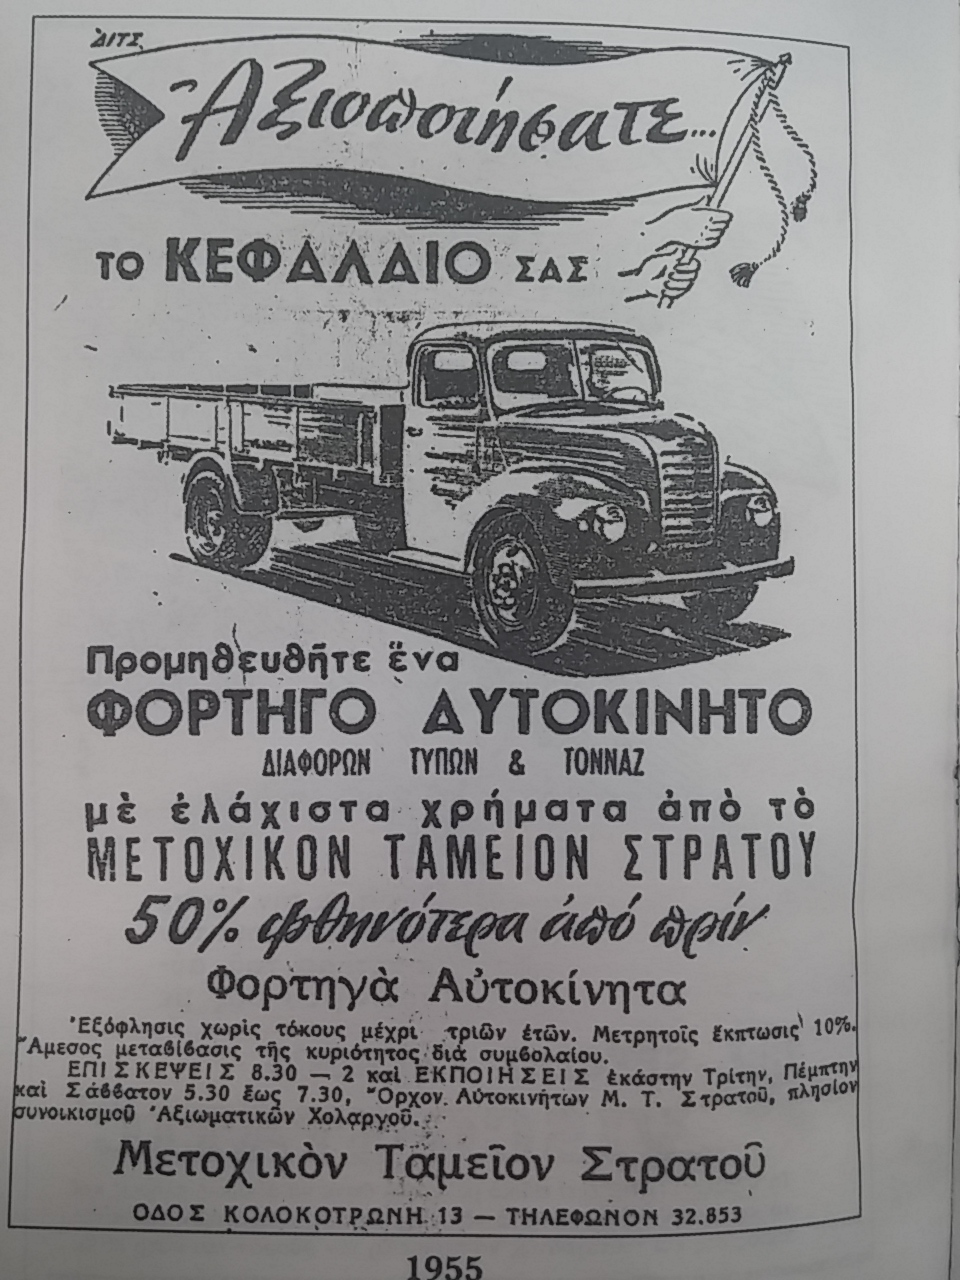 ΔΙΤΣ.
Ἀξιοποιήσατε...
ΤΟ ΚΕΦΑΛΑΙΟ ΣΑΣ
Προμηθευθῆτε ἕνα
ΦΟΡΤΗΓΟ ΑΥΤΟΚΙΝΗΤΟ
ΔΙΑΦΟΡΩΝ ΤΥΠΩΝ & ΤΟΝΝΑΖ
μὲ ἐλάχιστα χρήματα ἀπὸ τὸ
ΜΕΤΟΧΙΚΟΝ ΤΑΜΕΙΟΝ ΣΤΡΑΤΟΥ
50% φθηνότερα ἀπό πρίν
Φορτηγὰ Αὐτοκίνητα
Ἐξόφλησις χωρὶς τόκους μέχρι τριῶν ἐτῶν. Μετρητοῖς ἔκπτωσις 10%.
Ἄμεσος μεταβίβασις τῆς κυριότητος διὰ συμβολαίου.
ΕΠΙΣΚΕΨΕΙΣ 8.30 — 2 καὶ ΕΚΠΟΙΗΣΕΙΣ ἑκάστην Τρίτην, Πέμπτην
καὶ Σάββατον 5.30 ἕως 7.30, Ὄρχον Αὐτοκινήτων Μ. Τ. Στρατοῦ, πλησίον
συνοικισμοῦ Ἀξιωματικῶν Χολαργοῦ.
Μετοχικὸν Ταμεῖον Στρατοῦ
ΟΔΟΣ ΚΟΛΟΚΟΤΡΩΝΗ 13 — ΤΗΛΕΦΩΝΟΝ 32.853
1955